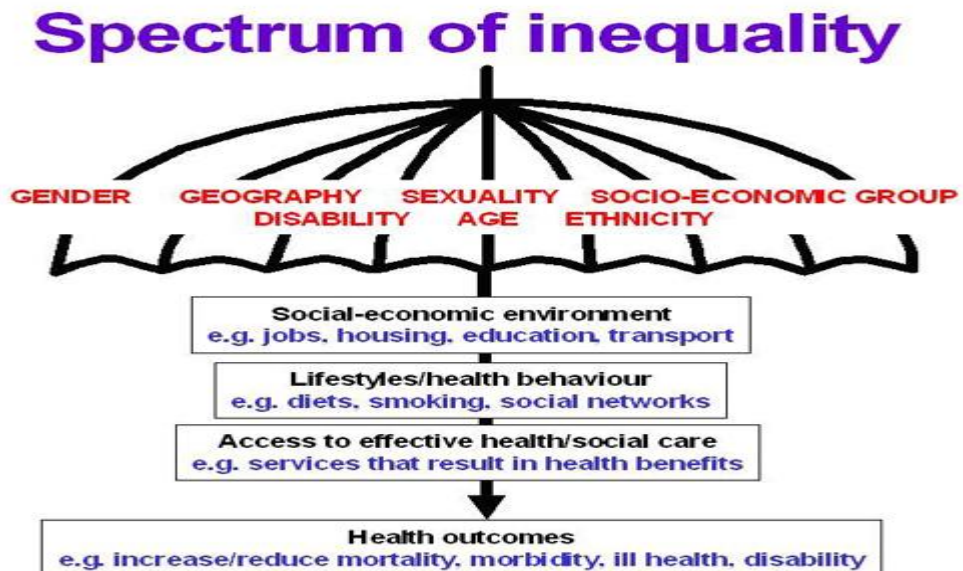 Spectrum of inequality
GENDER GEOGRAPHY SEXUALITY SOCIO-ECONOMIC GROUP
DISABILITY AGE ETHNICITY
Social-economic environment
e.g. jobs, housing, education, transport
Lifestyles/health behaviour
e.g. diets, smoking, social networks
Access to effective health/social care
e.g. services that result in health benefits
Health outcomes
e.g. increase/reduce mortality, morbidity, ill health, disability